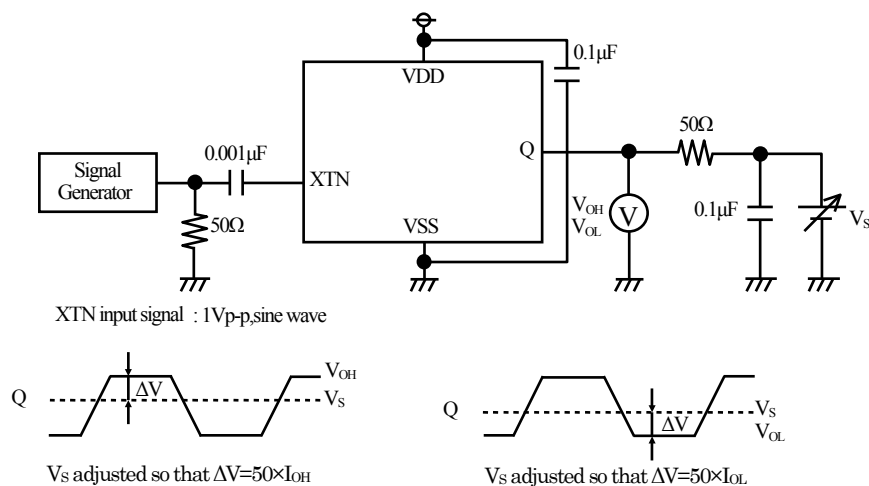 VDD
0.1μF
Q
50Ω
Signal
Generator
0.001μF
XTN
50Ω
VSS
VOH
VOL
V
0.1μF
VS
XTN input signal : 1Vp-p,sine wave
VOH
ΔV
VS
Q
VS adjusted so that ΔV=50×IOH
Q
VS
ΔV
VOL
VS adjusted so that ΔV=50×IOL